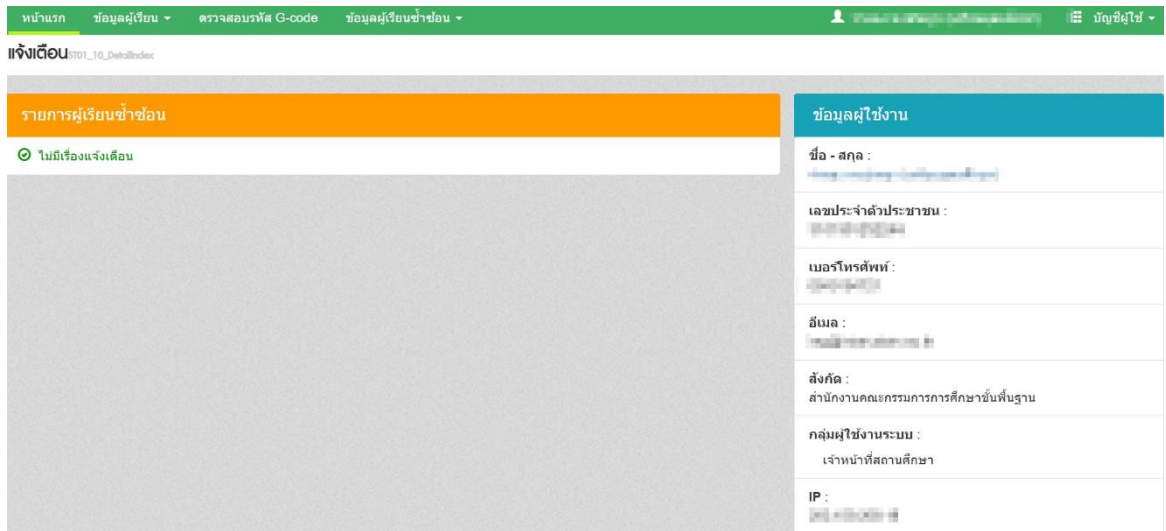 หน้าแรก ข้อมูลผู้เรียน ตรวจสอบรหัส G-code ข้อมูลผู้เรียนซ้ำซ้อน บัญชีผู้ใช้
แจ้งเตือน ST01_10_DetailIndex
รายการผู้เรียนซ้ำซ้อน
ไม่มีเรื่องแจ้งเตือน
ข้อมูลผู้ใช้งาน
ชื่อ - สกุล :
เลขประจำตัวประชาชน :
เบอร์โทรศัพท์ :
อีเมล :
สังกัด :
สำนักงานคณะกรรมการการศึกษาขั้นพื้นฐาน
กลุ่มผู้ใช้งานระบบ :
เจ้าหน้าที่สถานศึกษา
IP :